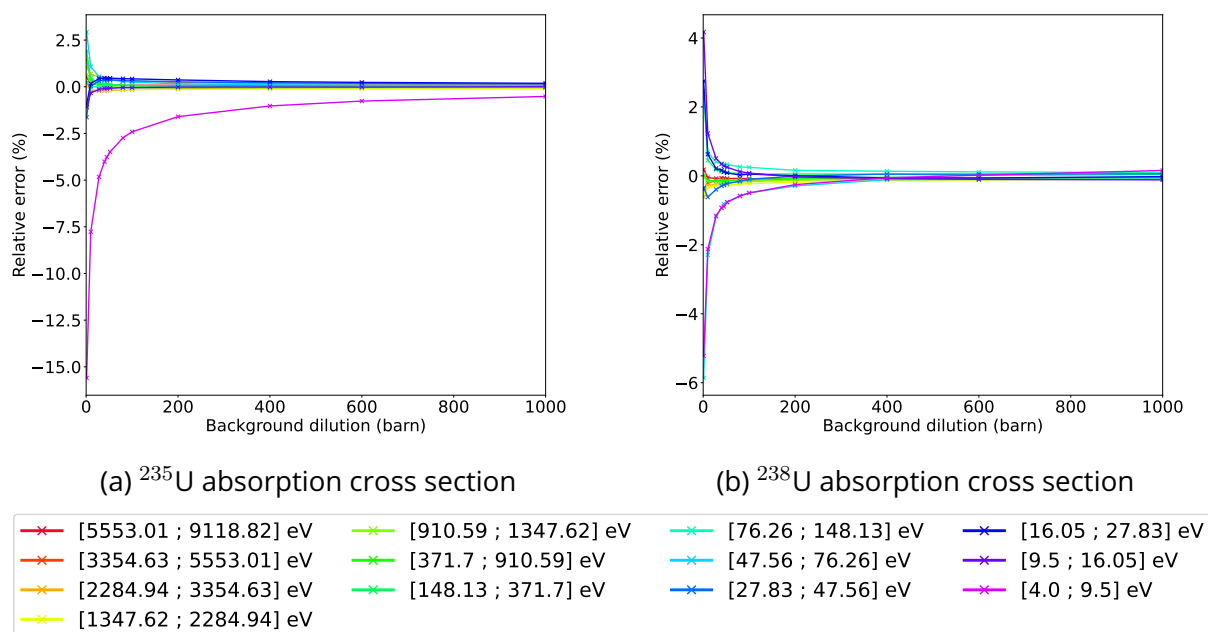 2.5
0.0
−2.5
−5.0
−7.5
−10.0
−12.5
−15.0
Relative error (%)
0 200 400 600 800 1000
Background dilution (barn)
4
2
0
−2
−4
−6
Relative error (%)
0 200 400 600 800 1000
Background dilution (barn)
(a) ²³⁵U absorption cross section
(b) ²³⁸U absorption cross section
[5553.01 ; 9118.82] eV
[3354.63 ; 5553.01] eV
[2284.94 ; 3354.63] eV
[1347.62 ; 2284.94] eV
[910.59 ; 1347.62] eV
[371.7 ; 910.59] eV
[148.13 ; 371.7] eV
[76.26 ; 148.13] eV
[47.56 ; 76.26] eV
[27.83 ; 47.56] eV
[16.05 ; 27.83] eV
[9.5 ; 16.05] eV
[4.0 ; 9.5] eV